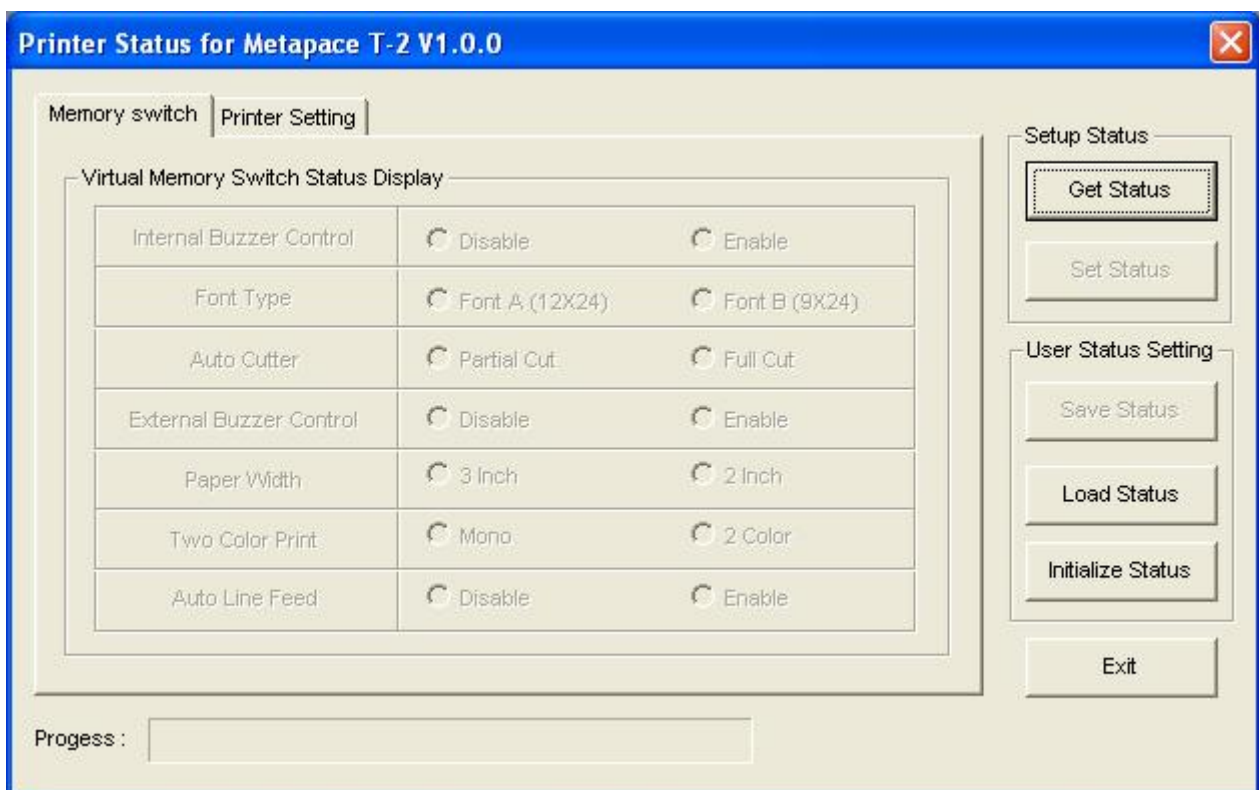 Printer Status for Metapace T-2 V1.0.0
Memory switch Printer Setting
Virtual Memory Switch Status Display
Internal Buzzer Control Disable Enable
Font Type Font A (12X24) Font B (9X24)
Auto Cutter Partial Cut Full Cut
External Buzzer Control Disable Enable
Paper Width 3 Inch 2 Inch
Two Color Print Mono 2 Color
Auto Line Feed Disable Enable
Setup Status
Get Status
Set Status
User Status Setting
Save Status
Load Status
Initialize Status
Exit
Progess :